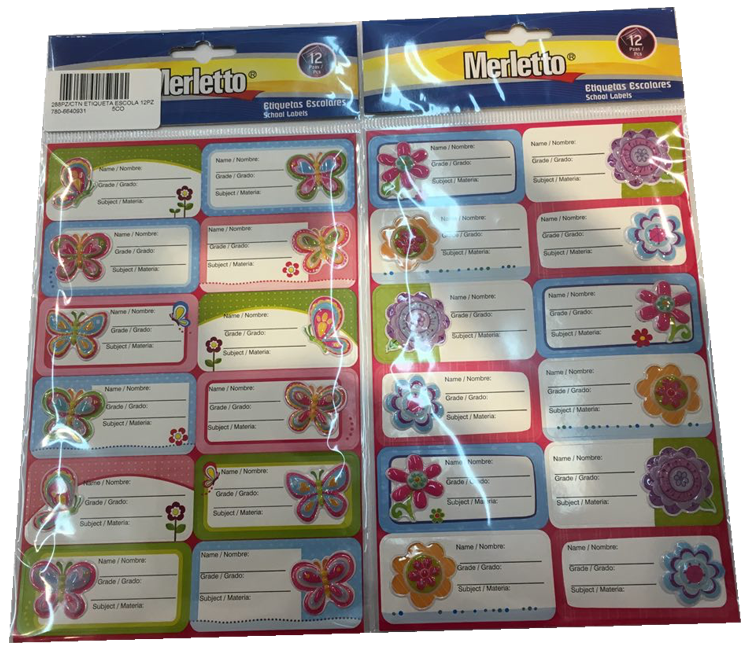 12
Pzas /
Pcs
Merletto®
288PZ/CTN ETIQUETA ESCOLA 12PZ
780-6640931 5CO
Etiquetas Escolares
School Labels
Name / Nombre:
Grade / Grado:
Subject / Materia:
Name / Nombre:
Grade / Grado:
Subject / Materia:
Name / Nombre:
Grade / Grado:
Subject / Materia:
Name / Nombre:
Grade / Grado:
Subject / Materia:
Name / Nombre:
Grade / Grado:
Subject / Materia:
Name / Nombre:
Grade / Grado:
Subject / Materia:
Name / Nombre:
Grade / Grado:
Subject / Materia:
Name / Nombre:
Grade / Grado:
Subject / Materia:
Name / Nombre:
Grade / Grado:
Subject / Materia:
Name / Nombre:
Grade / Grado:
Subject / Materia:
Name / Nombre:
Grade / Grado:
Subject / Materia:
Name / Nombre:
Grade / Grado:
Subject / Materia:
12
Pzas /
Pcs
Merletto®
Etiquetas Escolares
School Labels
Name / Nombre:
Grade / Grado:
Subject / Materia:
Name / Nombre:
Grade / Grado:
Subject / Materia:
Name / Nombre:
Grade / Grado:
Subject / Materia:
Name / Nombre:
Grade / Grado:
Subject / Materia:
Name / Nombre:
Grade / Grado:
Subject / Materia:
Name / Nombre:
Grade / Grado:
Subject / Materia:
Name / Nombre:
Grade / Grado:
Subject / Materia:
Name / Nombre:
Grade / Grado:
Subject / Materia:
Name / Nombre:
Grade / Grado:
Subject / Materia:
Name / Nombre:
Grade / Grado:
Subject / Materia:
Name / Nombre:
Grade / Grado:
Subject / Materia:
Name / Nombre:
Grade / Grado:
Subject / Materia: